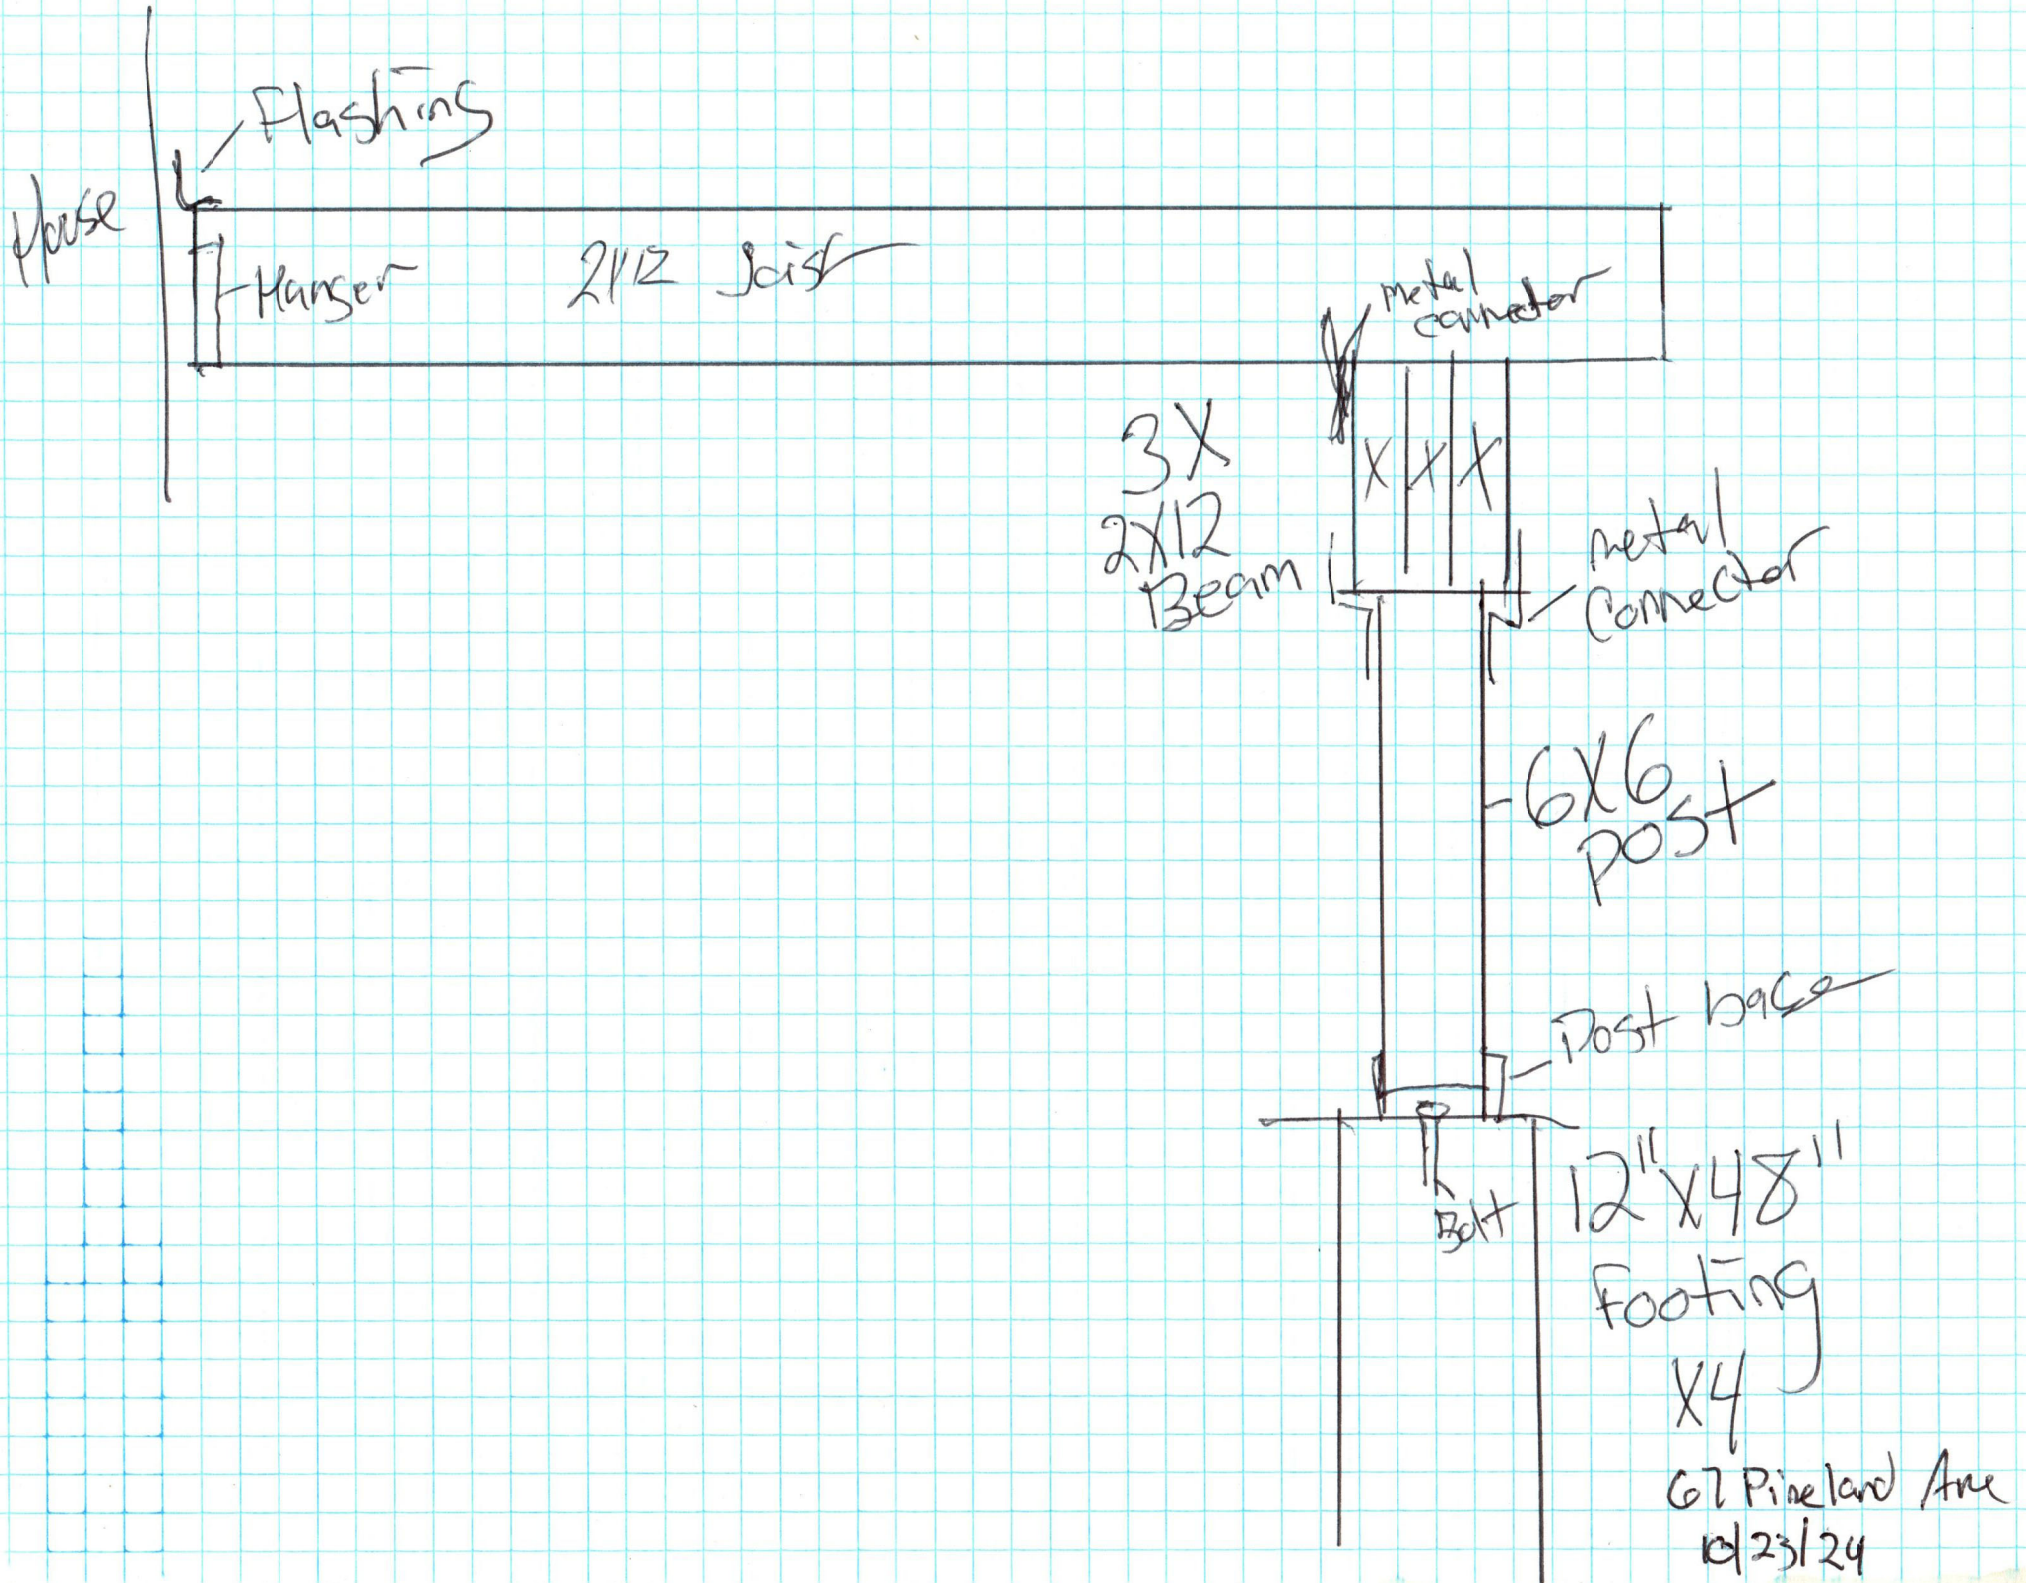 Flashing
House
Hanger
2x12 Joist
metal
connector
3X
2X12
Beam
metal
Connector
6X6
post
Post base
12"X48"
Bolt
Footing
X4
67 Pineland Ave
10/23/24